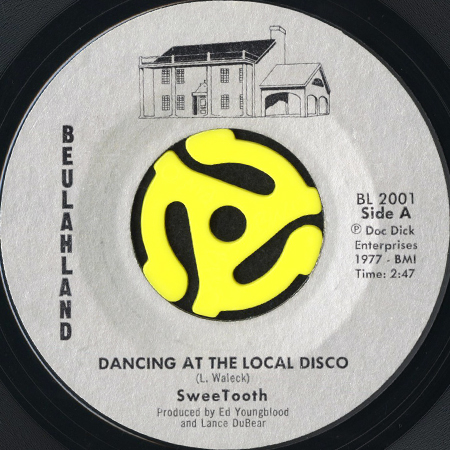 BEULAHLAND
BL 2001
Side A
Ⓟ Doc Dick
Enterprises
1977 - BMI
Time: 2:47
DANCING AT THE LOCAL DISCO
(L. Waleck)
SweeTooth
Produced by Ed Youngblood
and Lance DuBear